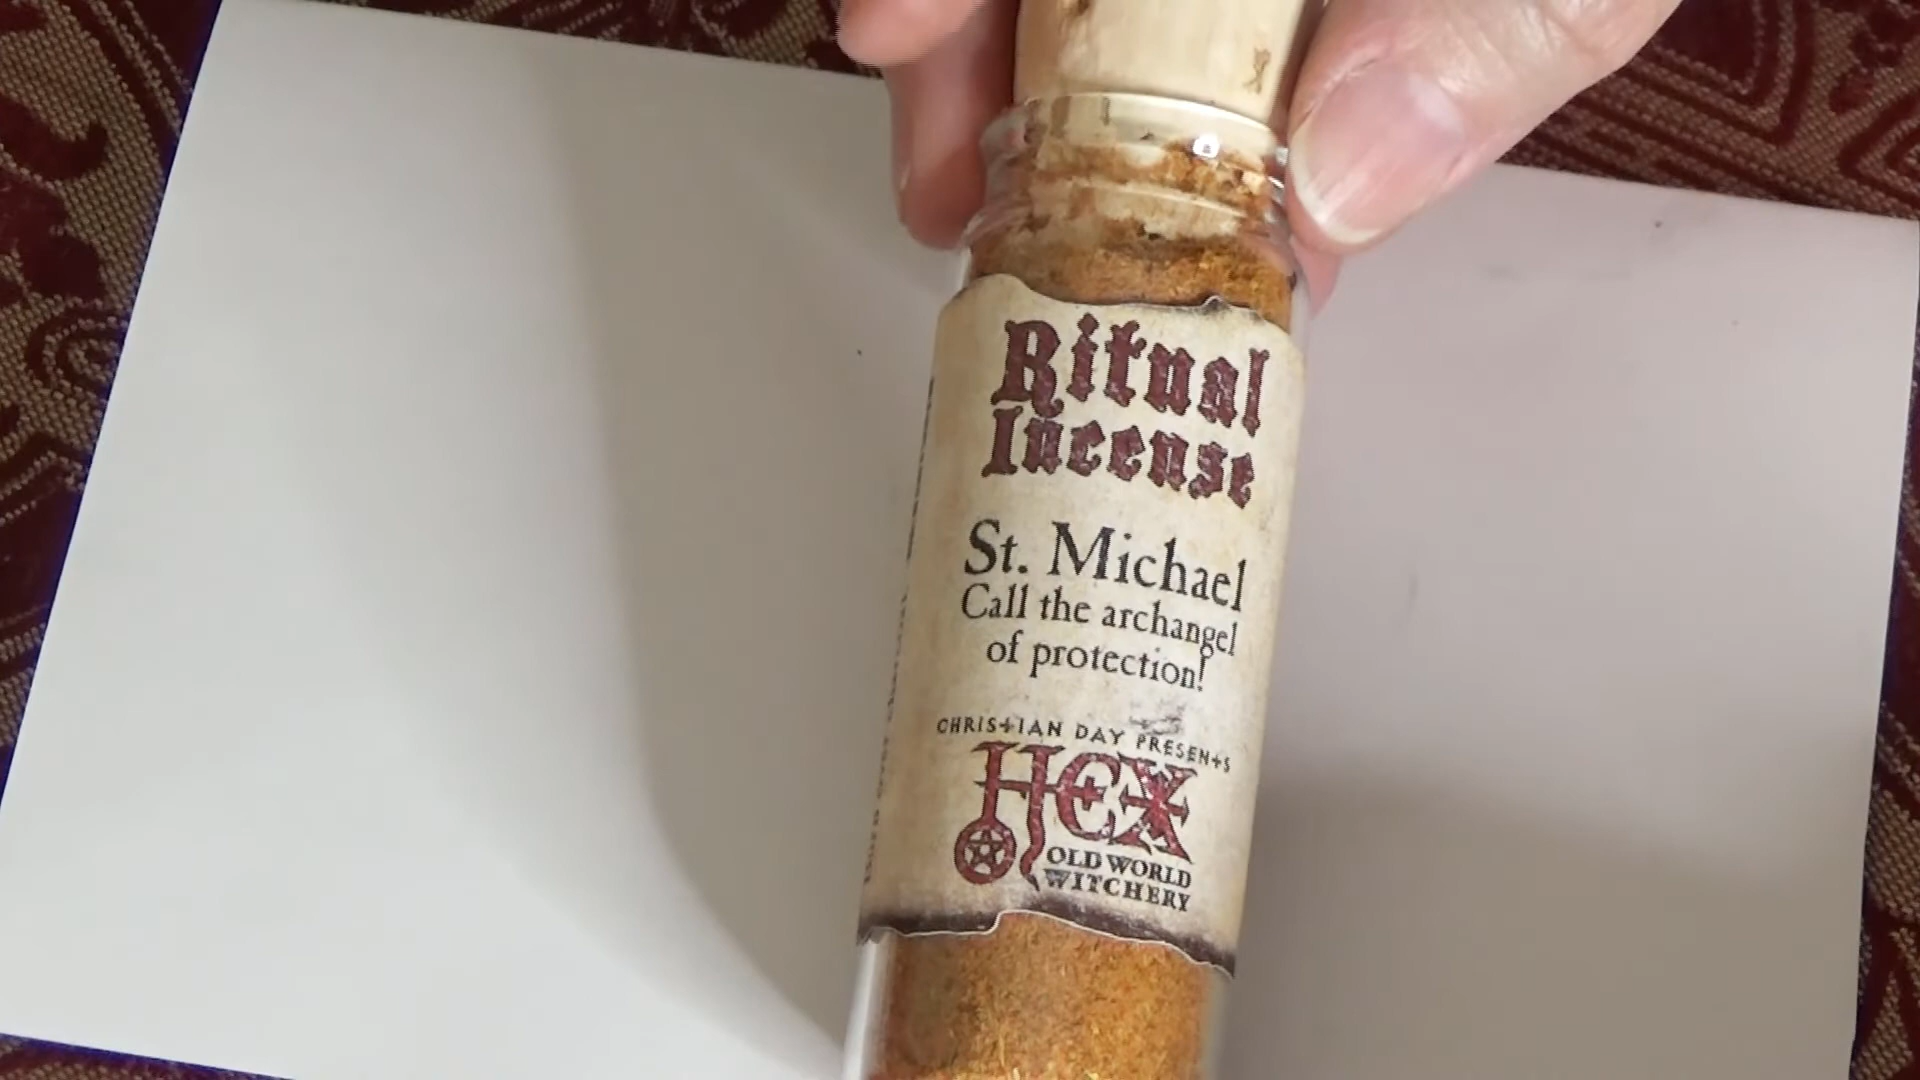 Ritual
Incense
St. Michael
Call the archangel
of protection!
CHRISTIAN DAY PRESENTS
HEX
OLD WORLD
WITCHERY